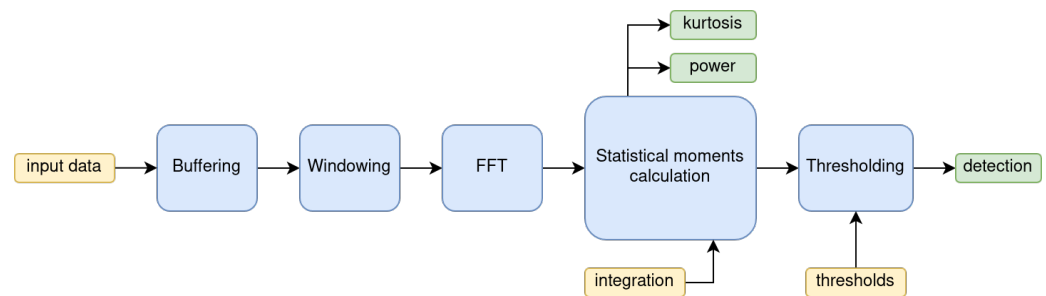 kurtosis
power
input data
Buffering
Windowing
FFT
Statistical moments
calculation
Thresholding
detection
integration
thresholds